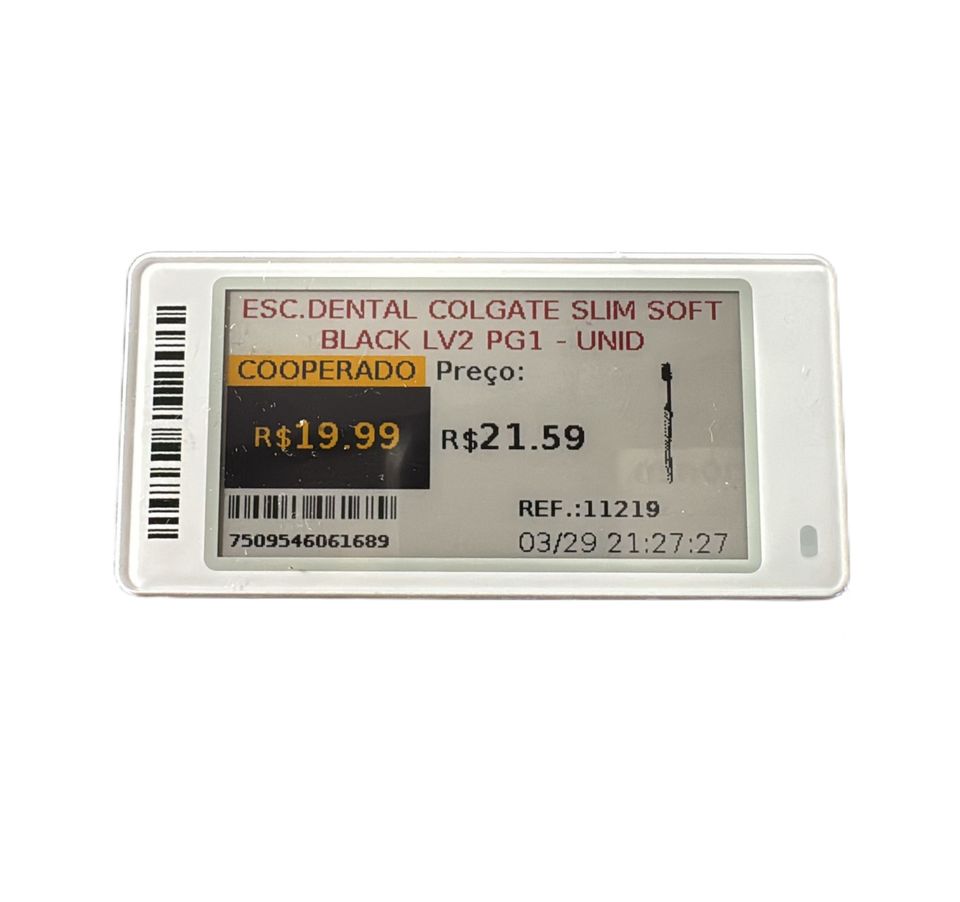 ESC.DENTAL COLGATE SLIM SOFT
BLACK LV2 PG1 - UNID
COOPERADO
Preço:
R$19.99
R$21.59
REF.:11219
7509546061689
03/29 21:27:27